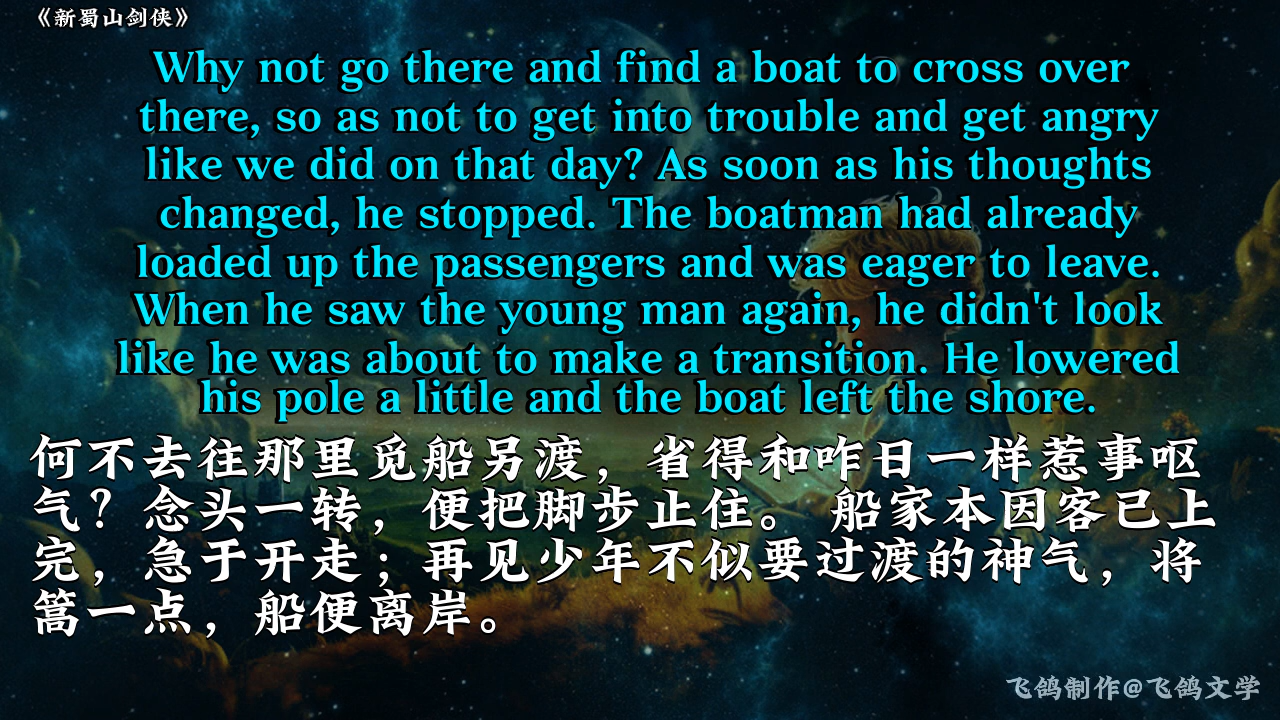 《新蜀山剑侠》
Why not go there and find a boat to cross over
there, so as not to get into trouble and get angry
like we did on that day? As soon as his thoughts
changed, he stopped. The boatman had already
loaded up the passengers and was eager to leave.
When he saw the young man again, he didn't look
like he was about to make a transition. He lowered
his pole a little and the boat left the shore.
何不去往那里觅船另渡，省得和咋日一样惹事呕
气？念头一转，便把脚步止住。 船家本因客已上
完，急于开走；再见少年不似要过渡的神气，将
篙一点，船便离岸。
飞鸽制作@飞鸽文学